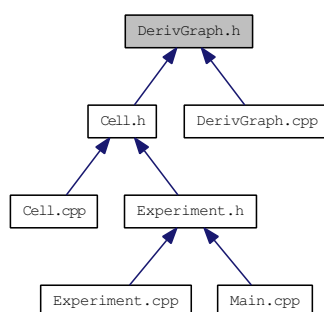 DerivGraph.h
Cell.h
DerivGraph.cpp
Cell.cpp
Experiment.h
Experiment.cpp
Main.cpp